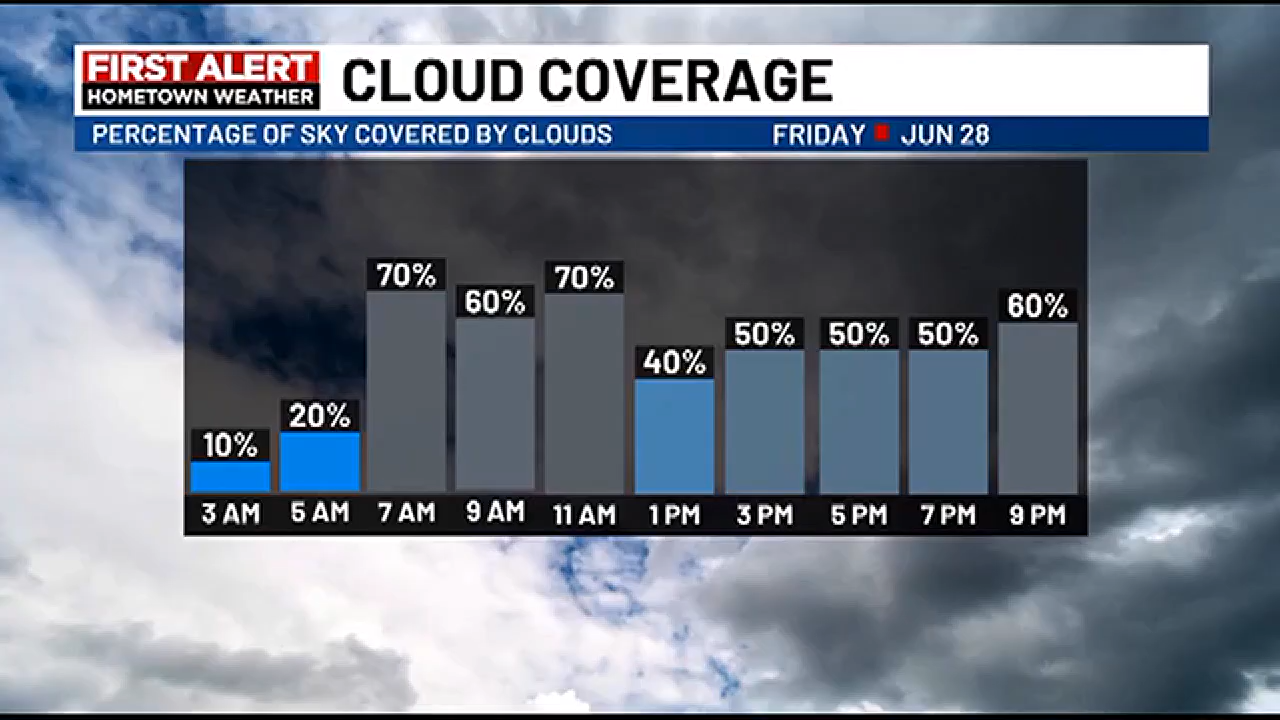 FIRST ALERT
HOMETOWN WEATHER
CLOUD COVERAGE
PERCENTAGE OF SKY COVERED BY CLOUDS
FRIDAY JUN 28
10% 20% 70% 60% 70% 40% 50% 50% 50% 60%
3 AM 5 AM 7 AM 9 AM 11 AM 1 PM 3 PM 5 PM 7 PM 9 PM